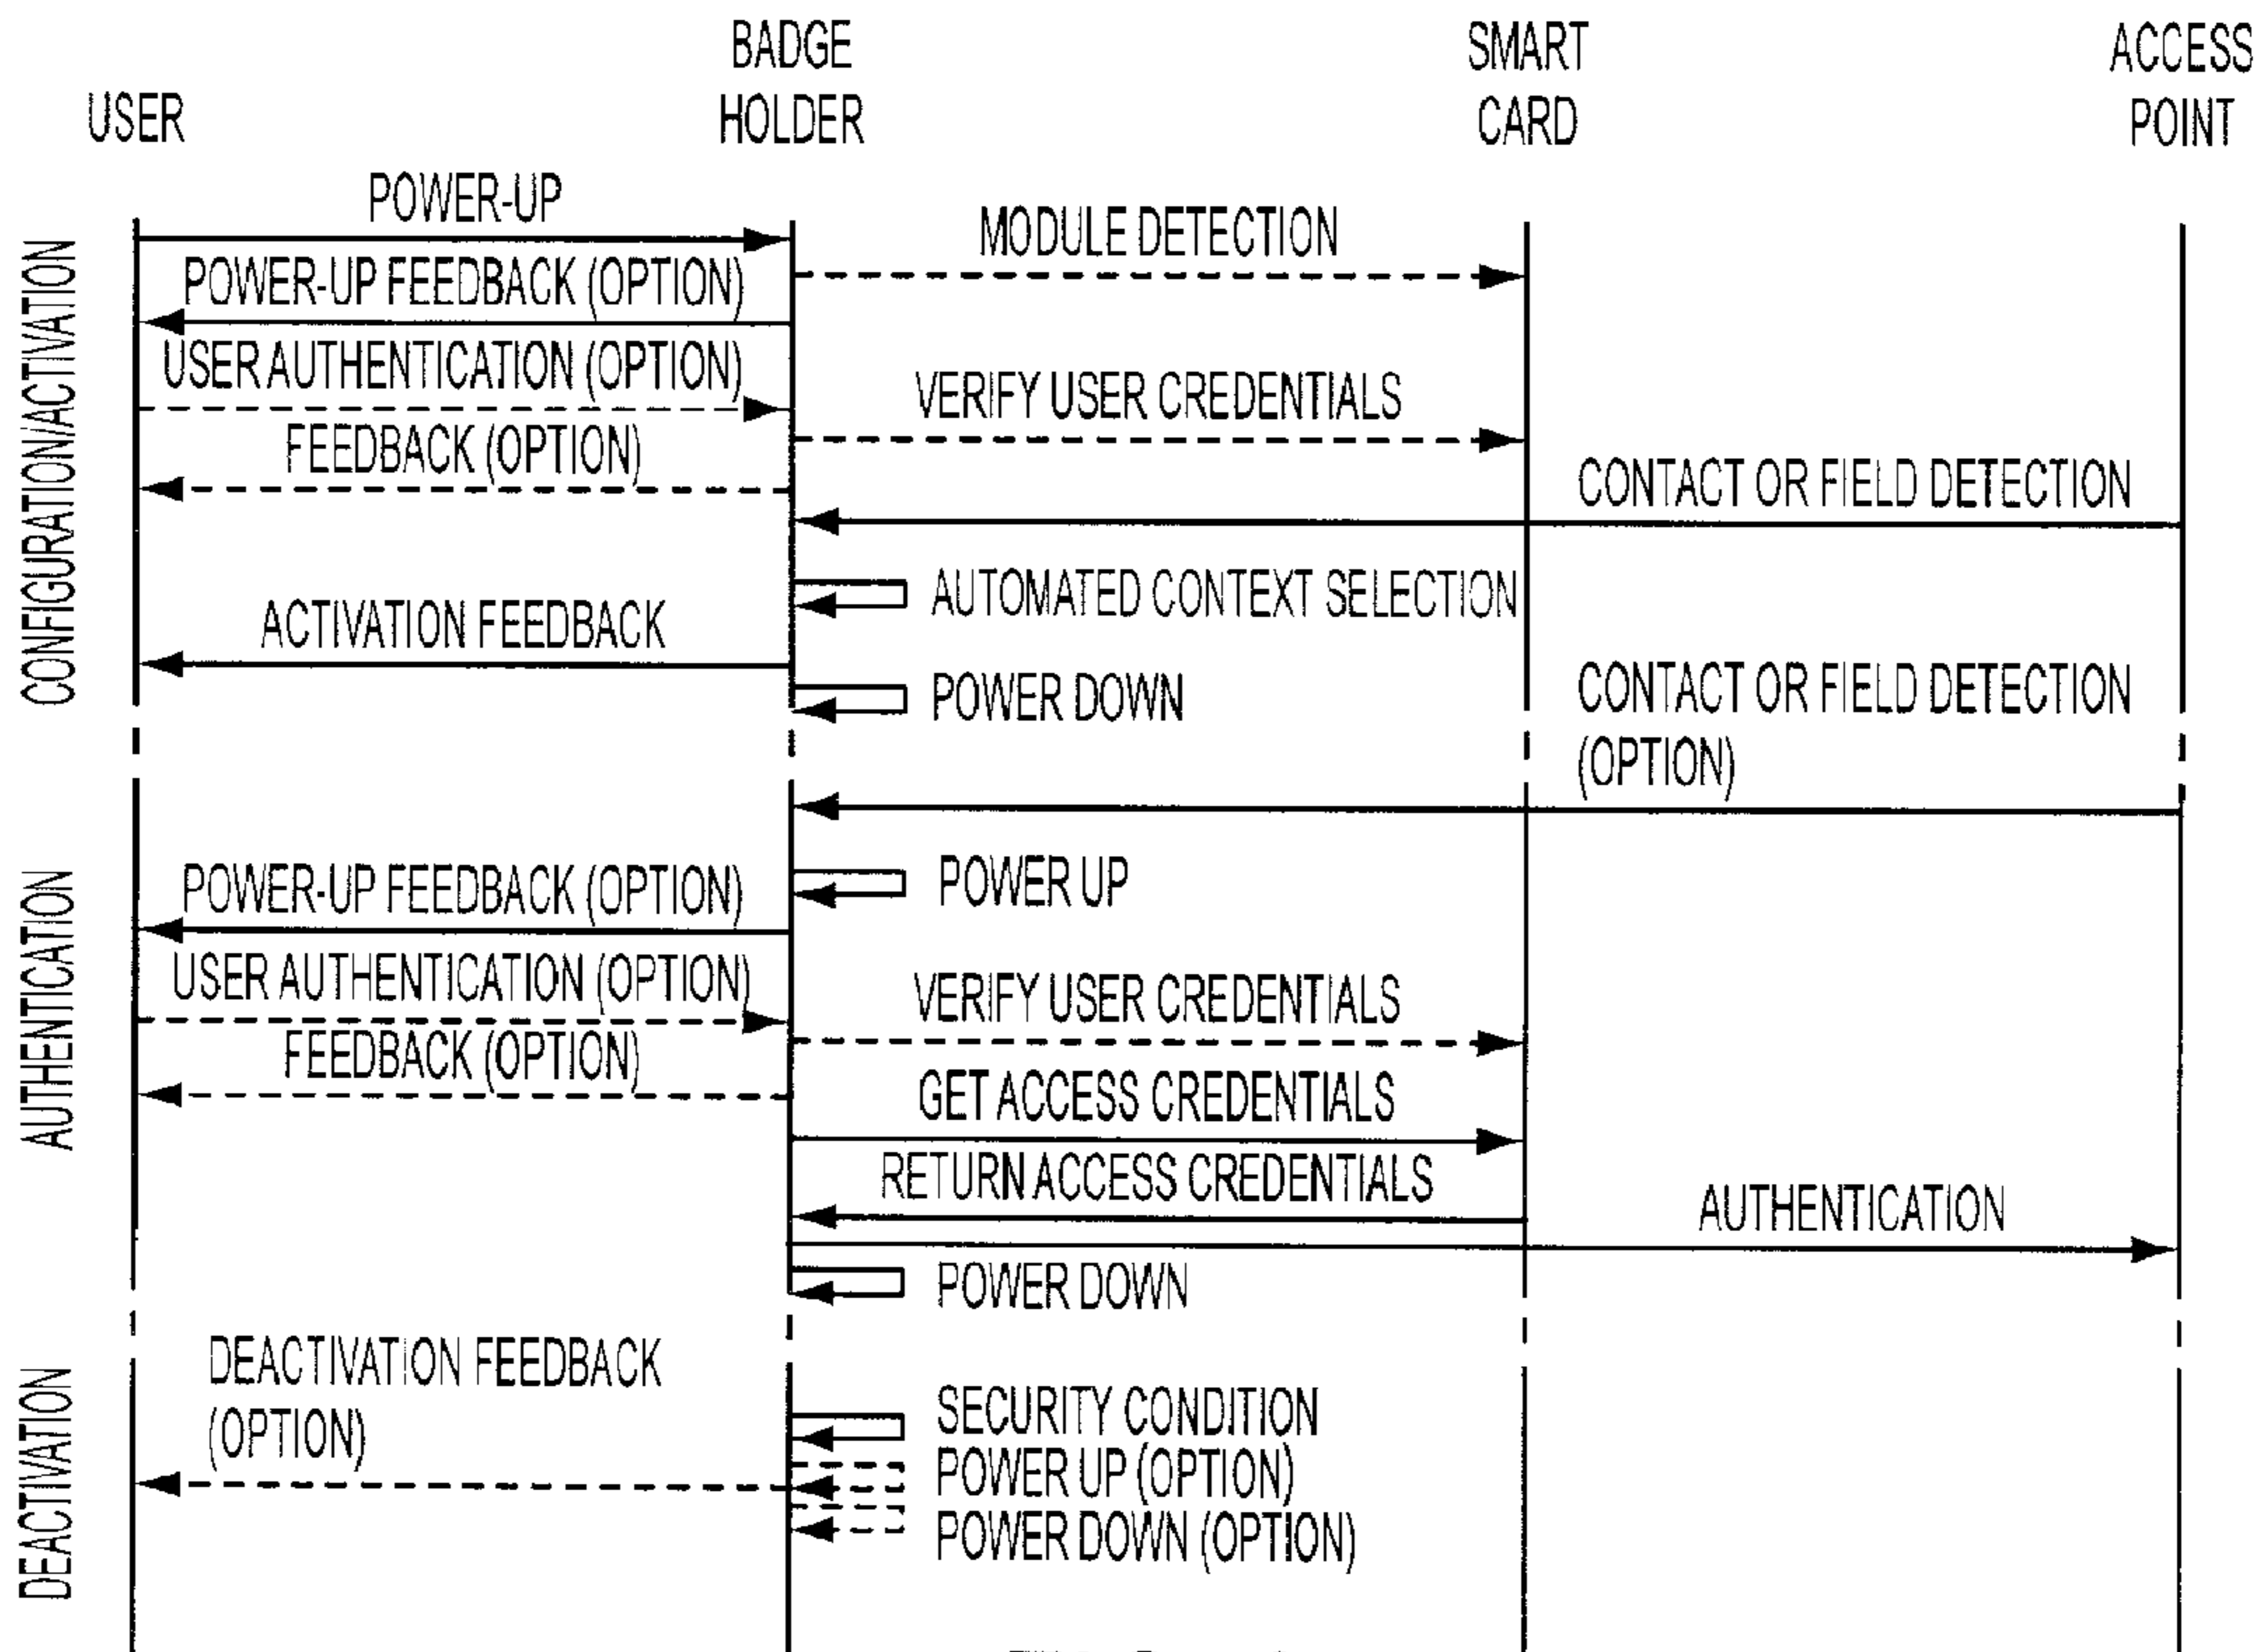 USER
BADGE
HOLDER
SMART
CARD
ACCESS
POINT
CONFIGURATION/ACTIVATION
POWER-UP
MODULE DETECTION
POWER-UP FEEDBACK (OPTION)
USER AUTHENTICATION (OPTION)
VERIFY USER CREDENTIALS
FEEDBACK (OPTION)
CONTACT OR FIELD DETECTION
AUTOMATED CONTEXT SELECTION
ACTIVATION FEEDBACK
POWER DOWN
CONTACT OR FIELD DETECTION
(OPTION)
AUTHENTICATION
POWER UP
POWER-UP FEEDBACK (OPTION)
USER AUTHENTICATION (OPTION)
VERIFY USER CREDENTIALS
FEEDBACK (OPTION)
GET ACCESS CREDENTIALS
RETURN ACCESS CREDENTIALS
AUTHENTICATION
POWER DOWN
DEACTIVATION
DEACTIVATION FEEDBACK
(OPTION)
SECURITY CONDITION
POWER UP (OPTION)
POWER DOWN (OPTION)